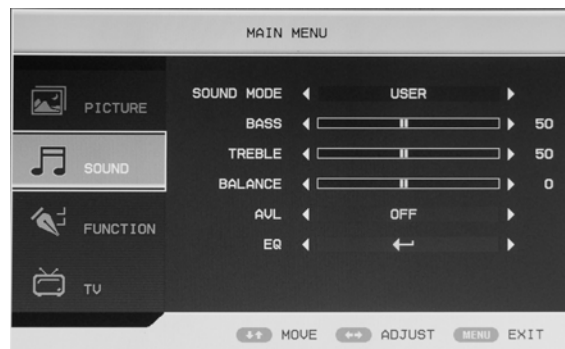 MAIN MENU
PICTURE
SOUND
FUNCTION
TV
SOUND MODE USER
BASS 50
TREBLE 50
BALANCE 0
AVL OFF
EQ
MOVE ADJUST MENU EXIT